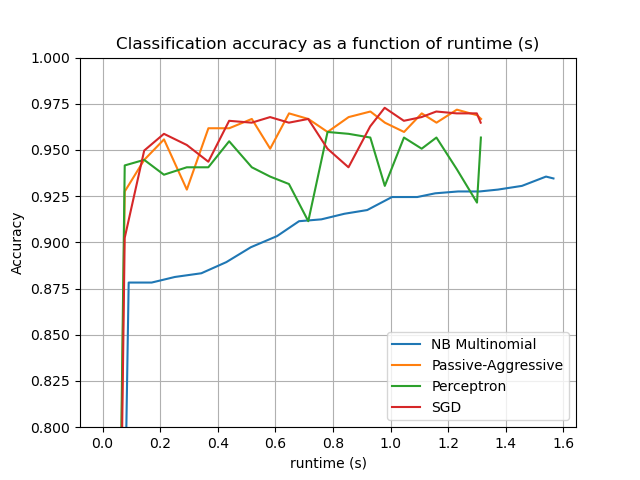 Classification accuracy as a function of runtime (s)
1.000
0.975
0.950
0.925
0.900
0.875
0.850
0.825
0.800
Accuracy
NB Multinomial
Passive-Aggressive
Perceptron
SGD
0.0 0.2 0.4 0.6 0.8 1.0 1.2 1.4 1.6
runtime (s)